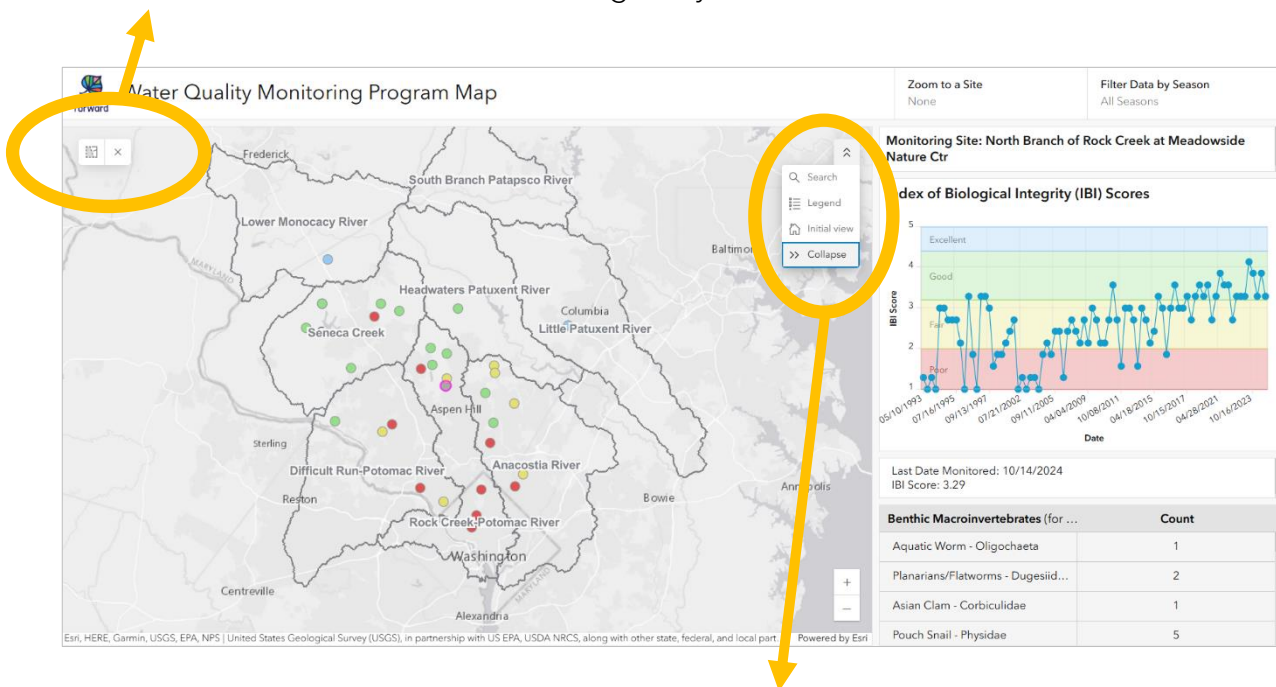 Water Quality Monitoring Program Map
Zoom to a Site
None
Filter Data by Season
All Seasons
Frederick
South Branch Patapsco River
Lower Monocacy River
MARYLAND
Headwaters Patuxent River
Columbia
Little Patuxent River
Seneca Creek
Aspen Hill
Sterling
Difficult Run-Potomac River
Anacostia River
Reston
Bowie
Rock Creek-Potomac River
Washington
Centreville
MARYLAND
Alexandria
Search
Legend
Initial view
Collapse
+
−
Esri, HERE, Garmin, USGS, EPA, NPS | United States Geological Survey (USGS), in partnership with US EPA, USDA NRCS, along with other state, federal, and local part...
Powered by Esri
Monitoring Site: North Branch of Rock Creek at Meadowside
Nature Ctr
of Biological Integrity (IBI) Scores
5
Excellent
4
Good
IBI Score
3
Fair
2
Poor
1
05/10/1993
07/16/1995
09/13/1997
07/21/2002
09/11/2005
04/04/2009
10/08/2011
04/18/2015
10/15/2017
04/28/2021
10/16/2023
Date
Last Date Monitored: 10/14/2024
IBI Score: 3.29
Benthic Macroinvertebrates (for ...
Count
Aquatic Worm - Oligochaeta
1
Planarians/Flatworms - Dugesiid...
2
Asian Clam - Corbiculidae
1
Pouch Snail - Physidae
5